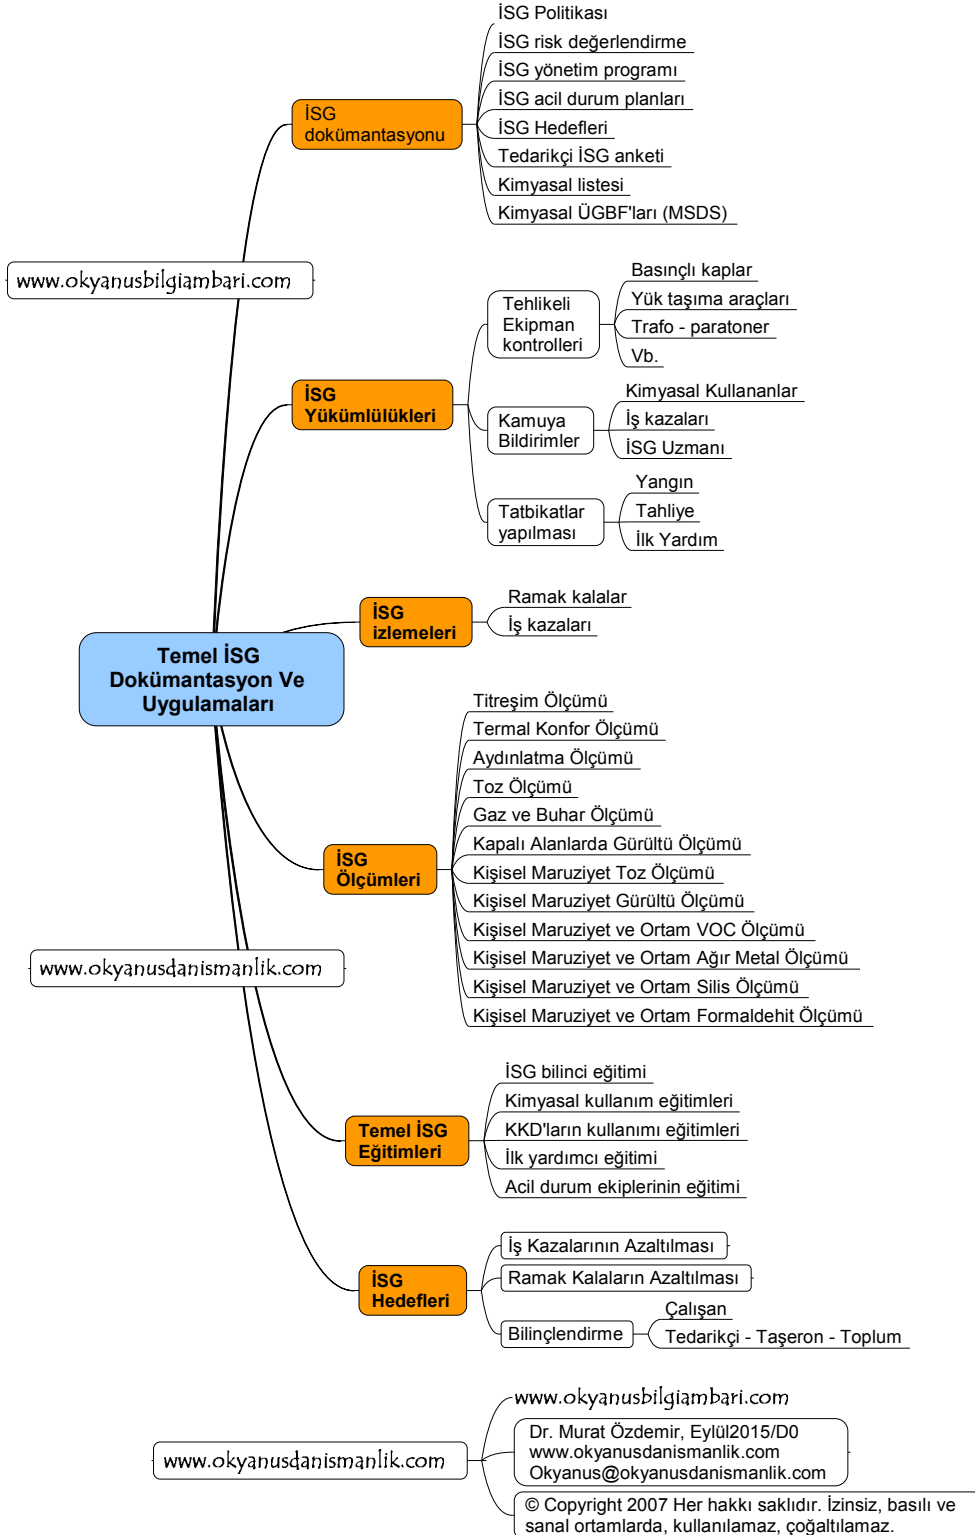 İSG Politikası
İSG risk değerlendirme
İSG yönetim programı
İSG acil durum planları
İSG
dokümantasyonu
İSG Hedefleri
Tedarikçi İSG anketi
Kimyasal listesi
Kimyasal ÜGBF'ları (MSDS)
www.okyanusbilgiambari.com
Tehlikeli
Ekipman
kontrolleri
Basınçlı kaplar
Yük taşıma araçları
Trafo - paratoner
Vb.
İSG
Yükümlülükleri
Kamuya
Bildirimler
Kimyasal Kullananlar
İş kazaları
İSG Uzmanı
Tatbikatlar
yapılması
Yangın
Tahliye
İlk Yardım
İSG
izlemeleri
Ramak kalalar
İş kazaları
Temel İSG
Dokümantasyon Ve
Uygulamaları
İSG
Ölçümleri
Titreşim Ölçümü
Termal Konfor Ölçümü
Aydınlatma Ölçümü
Toz Ölçümü
Gaz ve Buhar Ölçümü
Kapalı Alanlarda Gürültü Ölçümü
Kişisel Maruziyet Toz Ölçümü
Kişisel Maruziyet Gürültü Ölçümü
Kişisel Maruziyet ve Ortam VOC Ölçümü
Kişisel Maruziyet ve Ortam Ağır Metal Ölçümü
Kişisel Maruziyet ve Ortam Silis Ölçümü
Kişisel Maruziyet ve Ortam Formaldehit Ölçümü
www.okyanusdanismanlik.com
Temel İSG
Eğitimleri
İSG bilinci eğitimi
Kimyasal kullanım eğitimleri
KKD'ların kullanımı eğitimleri
İlk yardımcı eğitimi
Acil durum ekiplerinin eğitimi
İSG
Hedefleri
İş Kazalarının Azaltılması
Ramak Kalaların Azaltılması
Bilinçlendirme
Çalışan
Tedarikçi - Taşeron - Toplum
www.okyanusdanismanlik.com
www.okyanusbilgiambari.com
Dr. Murat Özdemir, Eylül2015/D0
www.okyanusdanismanlik.com
Okyanus@okyanusdanismanlik.com
© Copyright 2007 Her hakkı saklıdır. İzinsiz, basılı ve
sanal ortamlarda, kullanılamaz, çoğaltılamaz.